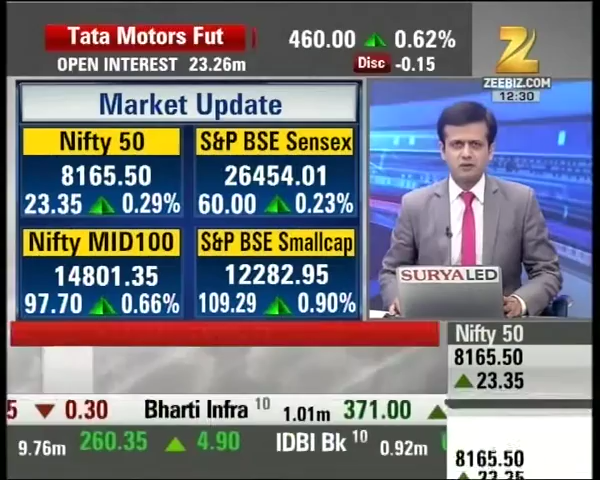 Tata Motors Fut
460.00 ▲ 0.62%
OPEN INTEREST 23.26m
Disc -0.15
Z
ZEEBIZ.COM
12:30
Market Update
Nifty 50
8165.50
23.35 ▲ 0.29%
S&P BSE Sensex
26454.01
60.00 ▲ 0.23%
Nifty MID100
14801.35
97.70 ▲ 0.66%
S&P BSE Smallcap
12282.95
109.29 ▲ 0.90%
SURYA LED
Nifty 50
8165.50
▲ 23.35
5 ▼ 0.30 Bharti Infra 10 1.01m 371.00 ▲
9.76m 260.35 ▲ 4.90 IDBI Bk 10 0.92m
8165.50